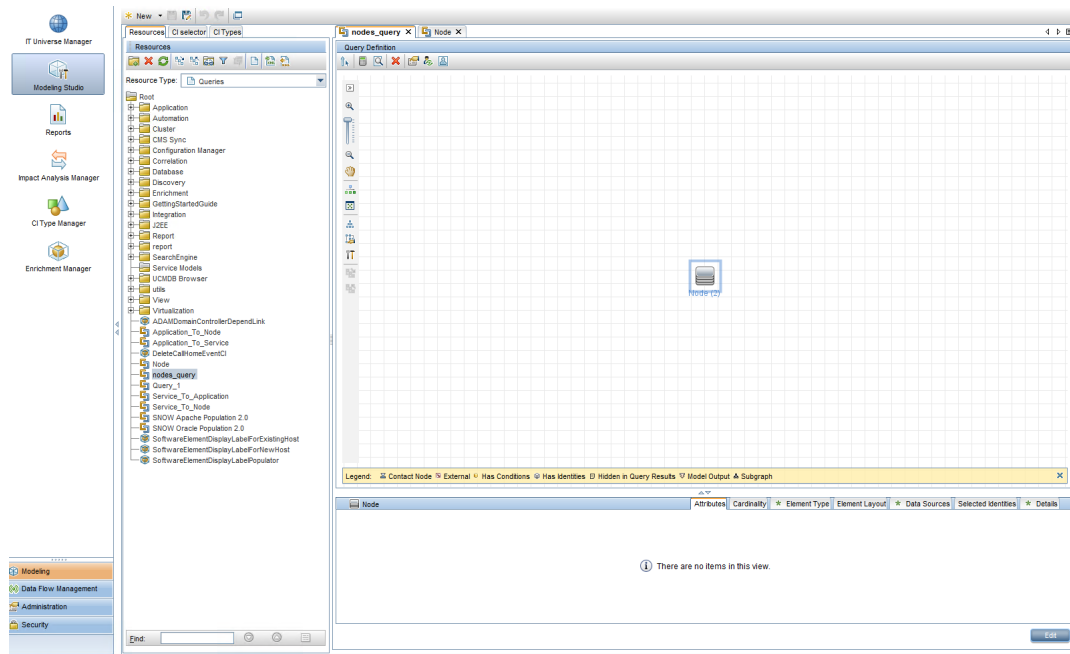 New
IT Universe Manager
Modeling Studio
Reports
Impact Analysis Manager
CI Type Manager
Enrichment Manager
Modeling
Data Flow Management
Administration
Security
Resources CI selector CI Types
Resources
Resource Type: Queries
Root
Application
Automation
Cluster
CMS Sync
Configuration Manager
Correlation
Database
Discovery
Enrichment
GettingStartedGuide
Integration
J2EE
Report
report
SearchEngine
Service Models
UCMDB Browser
utils
View
Virtualization
ADAMDomainControllerDependLink
Application_To_Node
Application_To_Service
DeleteCallHomeEventCI
Node
nodes_query
Query_1
Service_To_Application
Service_To_Node
SNOW Apache Population 2.0
SNOW Oracle Population 2.0
SoftwareElementDisplayLabelForExistingHost
SoftwareElementDisplayLabelForNewHost
SoftwareElementDisplayLabelPopulator
Find:
nodes_query Node
Query Definition
Node (2)
Legend: Contact Node External Has Conditions Has Identities Hidden in Query Results Model Output Subgraph
Node
Attributes Cardinality * Element Type Element Layout * Data Sources Selected Identities * Details
There are no items in this view.
Edit